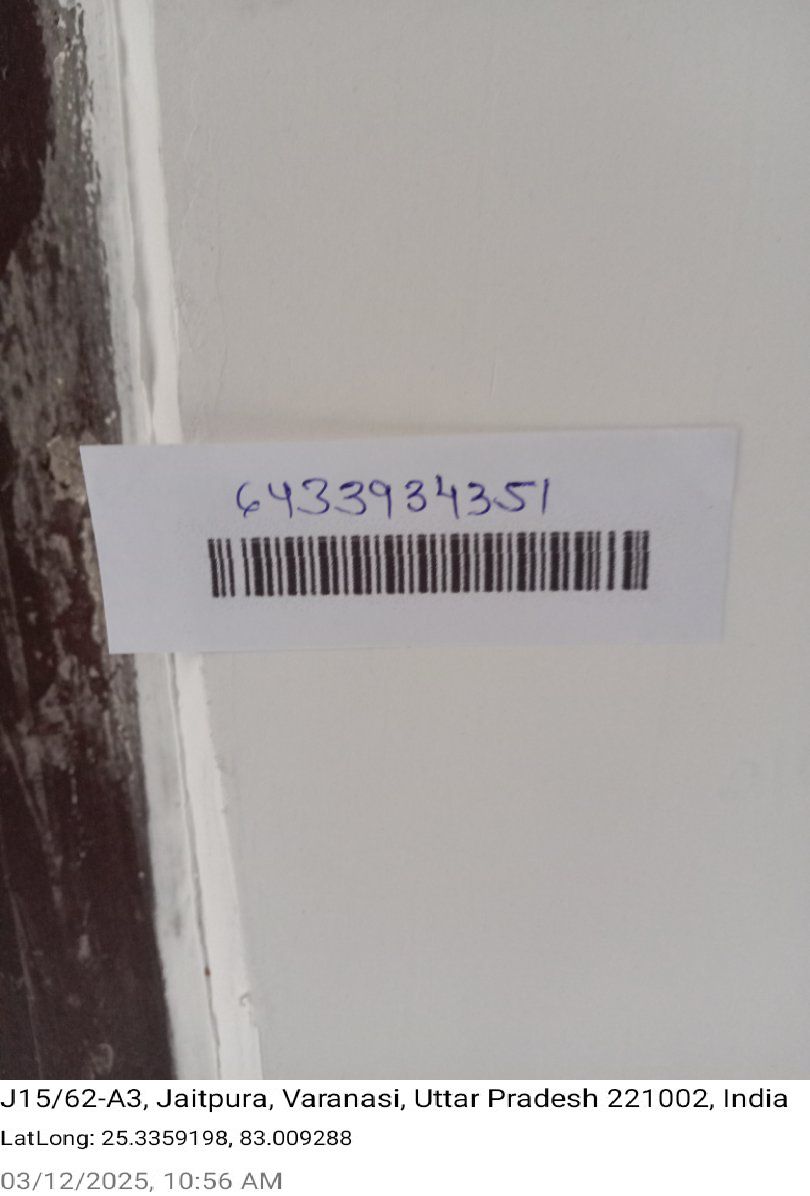 6433934351
J15/62-A3, Jaitpura, Varanasi, Uttar Pradesh 221002, India
LatLong: 25.3359198, 83.009288
03/12/2025, 10:56 AM